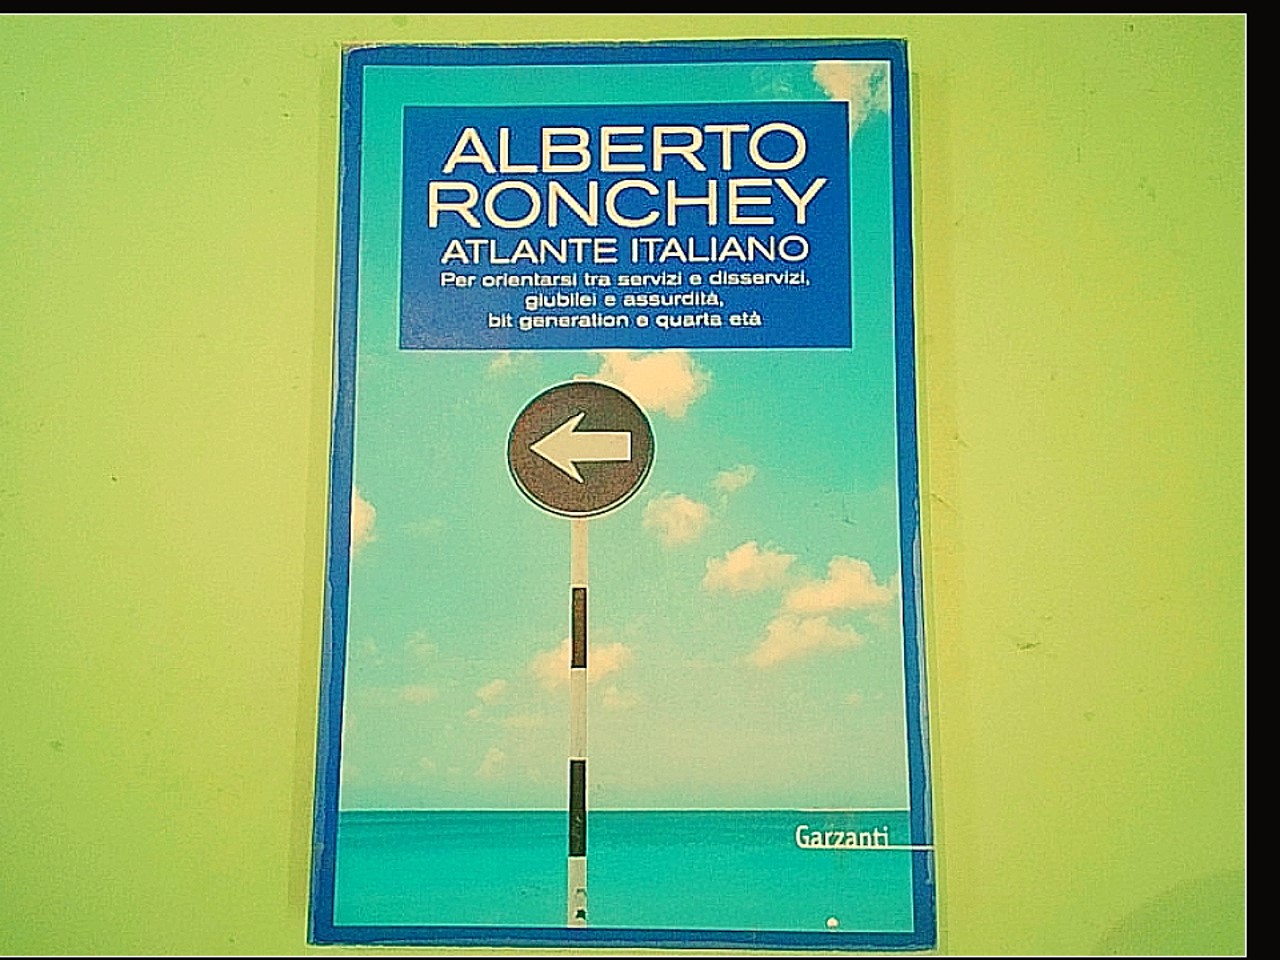 ALBERTO
RONCHEY
ATLANTE ITALIANO
Per orientarsi tra servizi e disservizi,
giubilei e assurdità,
bit generation e quarta età
Garzanti